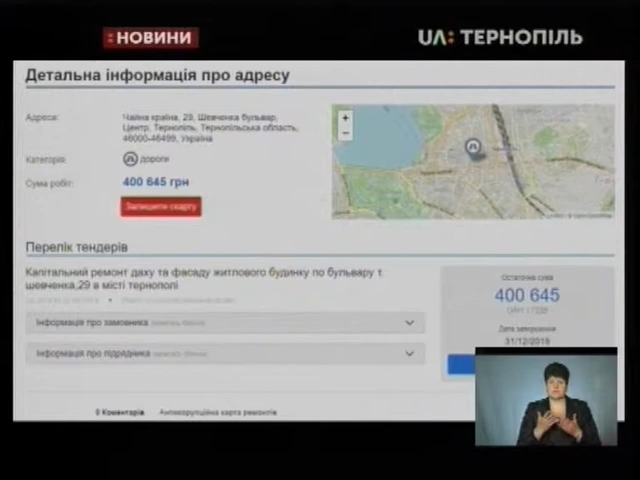 НОВИНИ
UA: ТЕРНОПІЛЬ
Детальна інформація про адресу
Адреса: Чайна країна, 29, Шевченка бульвар,
Центр, Тернопіль, Тернопільська область,
46000-46499, Україна
Категорія: дороги
Сума робіт: 400 645 грн
Залишити скаргу
+
−
Перелік тендерів
Капітальний ремонт даху та фасаду житлового будинку по бульвару т.
шевченка,29 в місті тернополі
Інформація про замовника
Інформація про підрядника
Остаточна сума
400 645
Дата завершення
31/12/2016
0 Коментарів Антикорупційна карта ремонтів